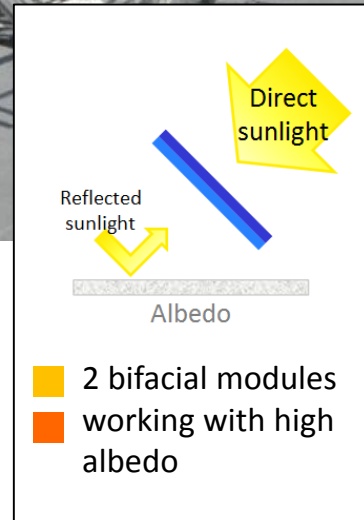 Direct
sunlight
Reflected
sunlight
Albedo
2 bifacial modules
working with high
albedo